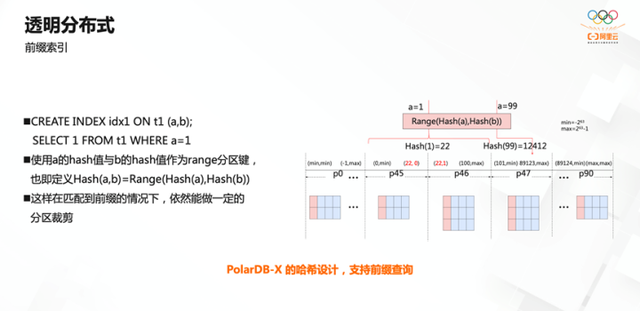 透明分布式
前缀索引
阿里云
■CREATE INDEX idx1 ON t1 (a,b);
SELECT 1 FROM t1 WHERE a=1
■使用a的hash值与b的hash值作为range分区键，
也即定义Hash(a,b)=Range(Hash(a),Hash(b))
■这样在匹配到前缀的情况下，依然能做一定的
分区裁剪
a=1 a=99
Range(Hash(a),Hash(b))
min=-2⁶³
max=2⁶³-1
Hash(1)=22 Hash(99)=12412
(min,min) (-1,max) (0,min) (22, 0) (22,1) (100,max) (101,min) 89123,max) (89124,min)(max,max)
p0 ••• p45 p46 p47 ••• p90
••• •••
PolarDB-X 的哈希设计，支持前缀查询